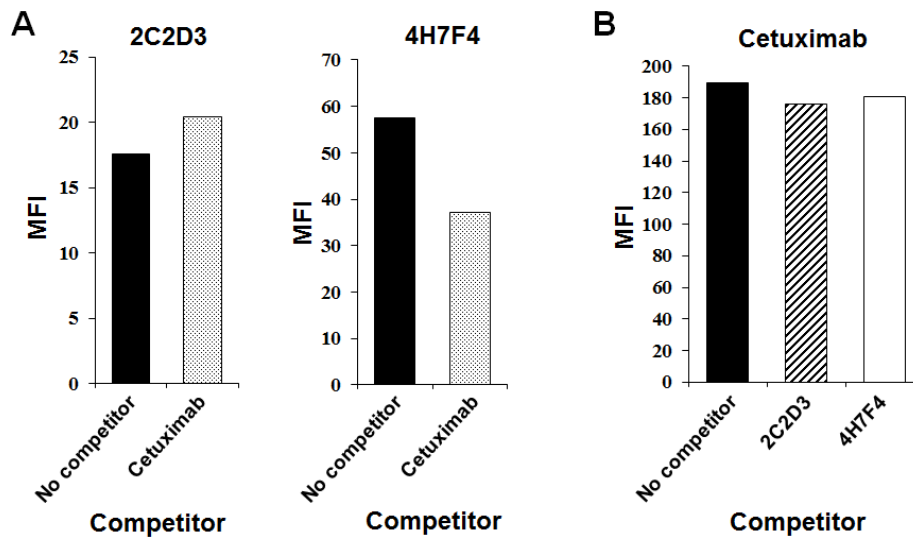 A
2C2D3
25
20
15
10
5
0
MFI
No competitor
Cetuximab
Competitor
4H7F4
70
60
50
40
30
20
10
0
MFI
No competitor
Cetuximab
Competitor
B
Cetuximab
200
180
160
140
120
100
80
60
40
20
0
MFI
No competitor
2C2D3
4H7F4
Competitor